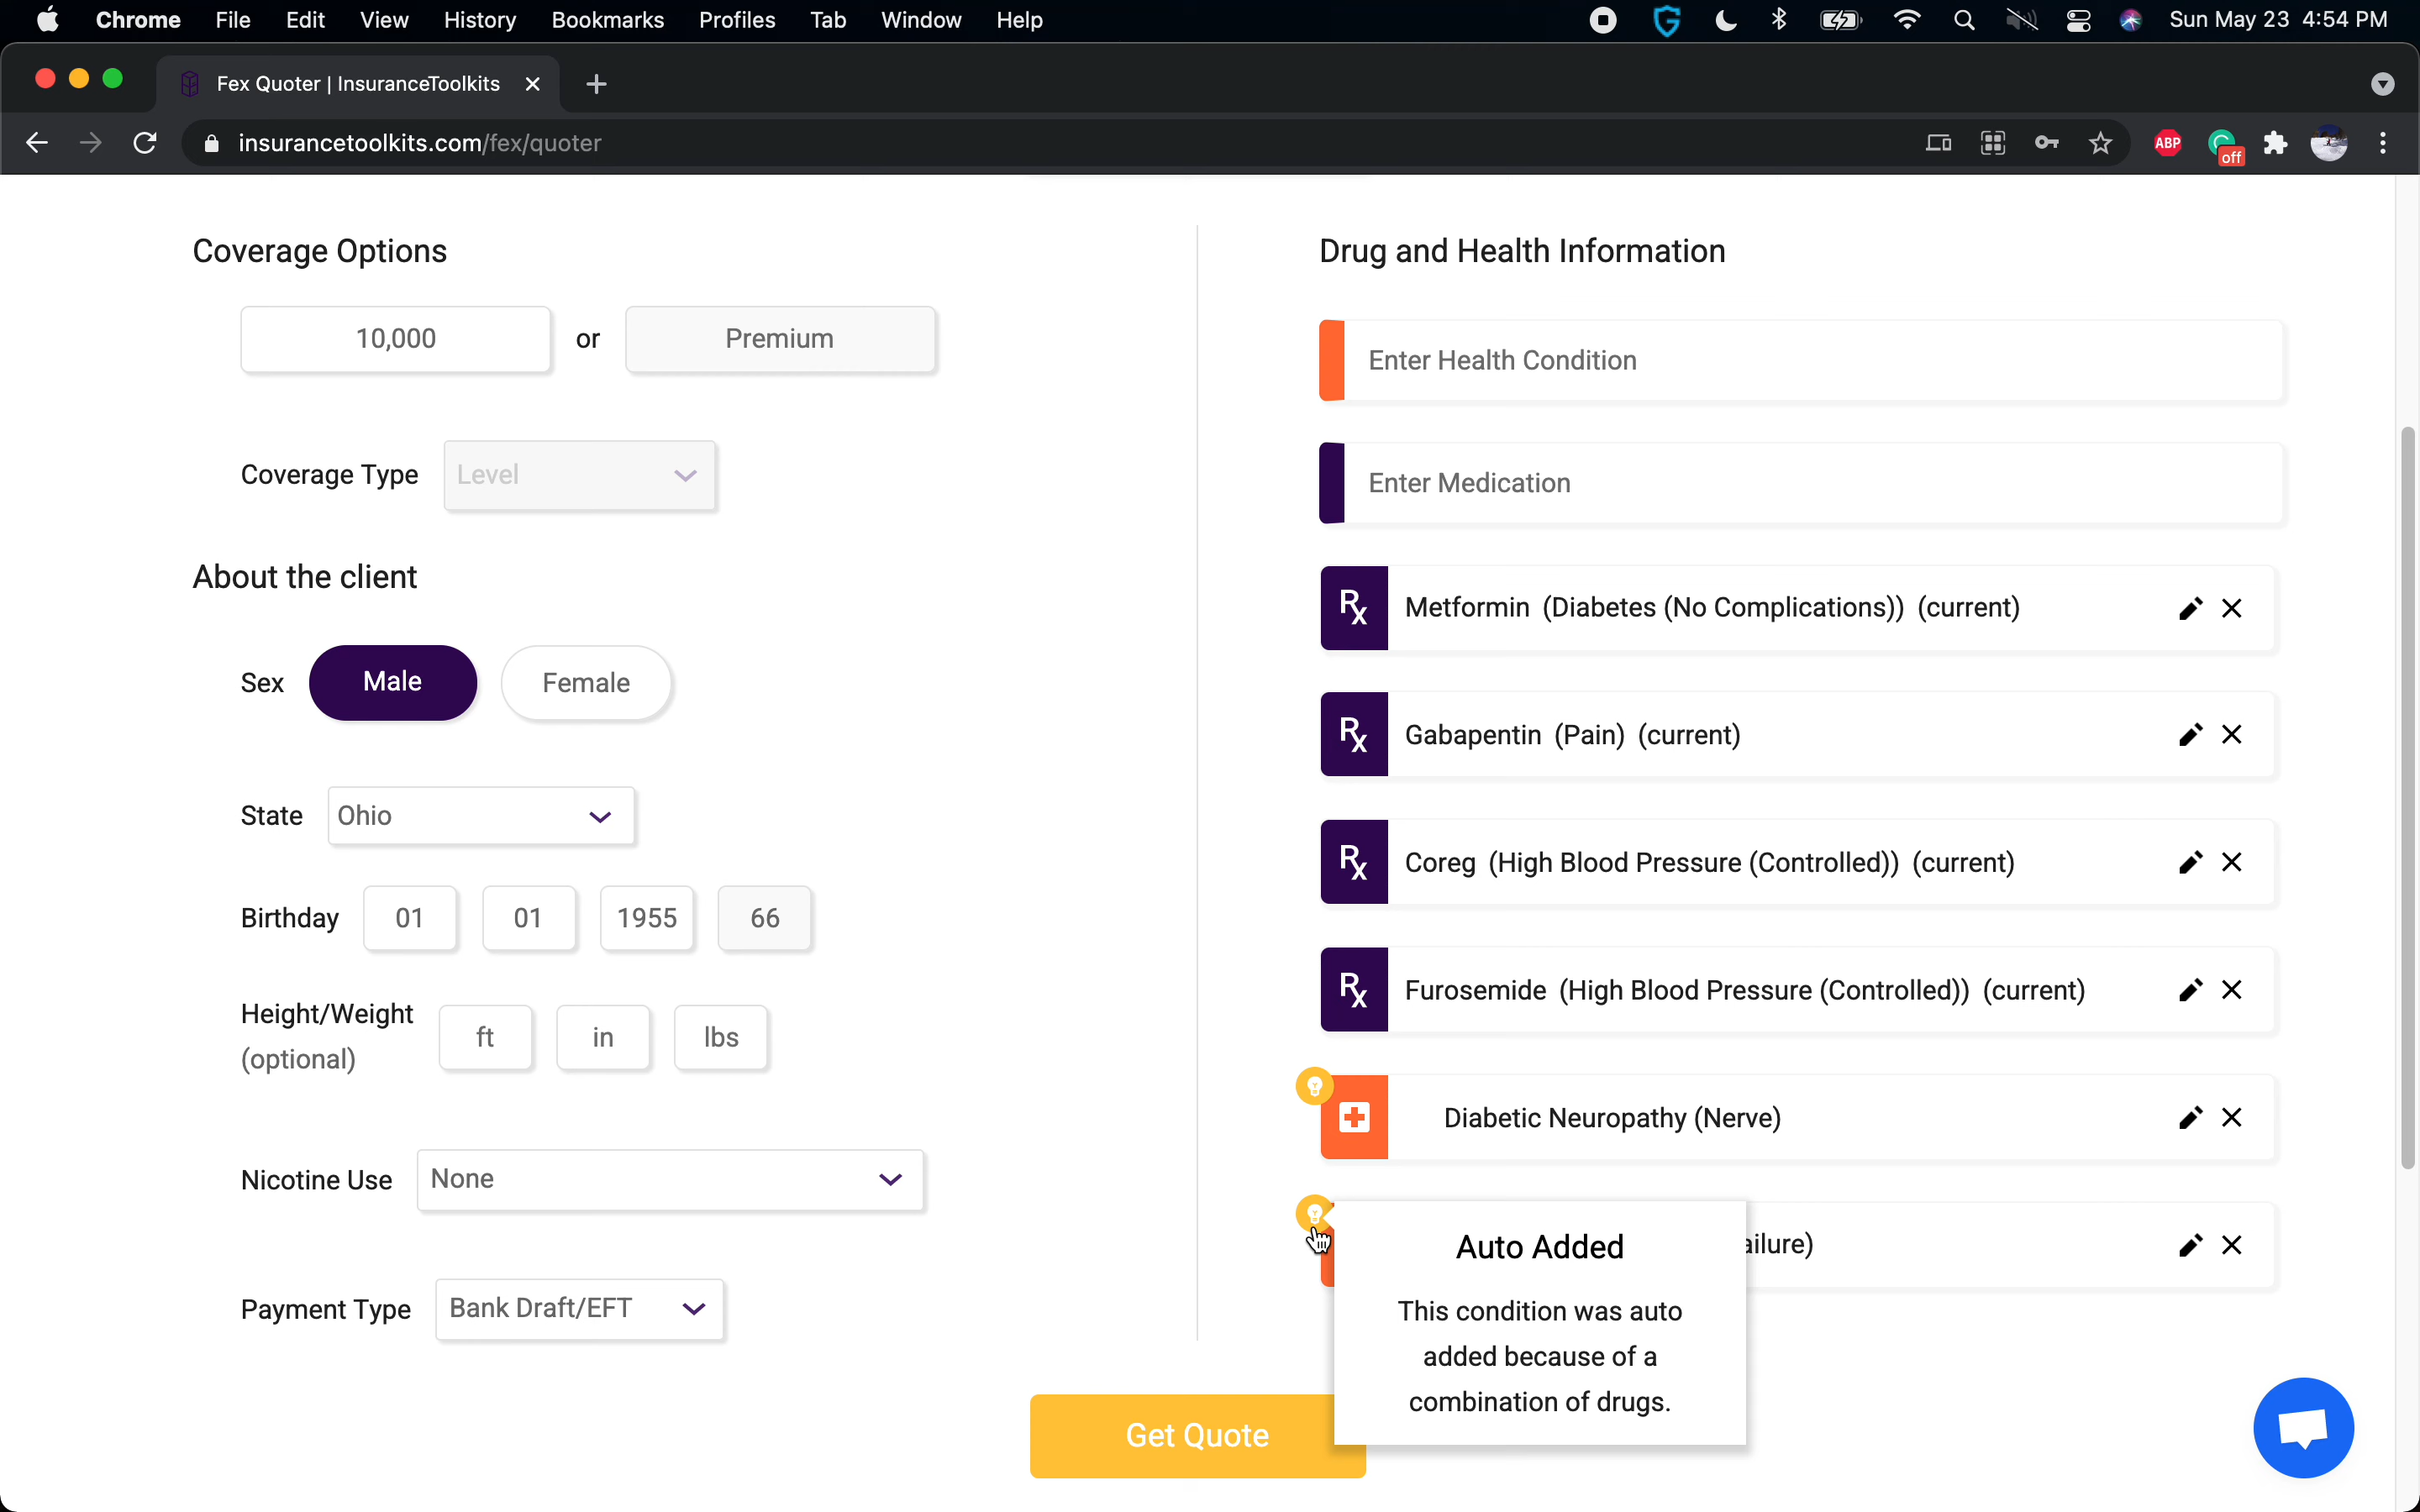 Chrome File Edit View History Bookmarks Profiles Tab Window Help Sun May 23 4:54 PM
Fex Quoter | InsuranceToolkits
insurancetoolkits.com/fex/quoter
ABP
off
Coverage Options
10,000 or Premium
Coverage Type Level
About the client
Sex Male Female
State Ohio
Birthday 01 01 1955 66
Height/Weight ft in lbs
(optional)
Nicotine Use None
Payment Type Bank Draft/EFT
Get Quote
Drug and Health Information
Enter Health Condition
Enter Medication
Rx Metformin (Diabetes (No Complications)) (current)
Rx Gabapentin (Pain) (current)
Rx Coreg (High Blood Pressure (Controlled)) (current)
Rx Furosemide (High Blood Pressure (Controlled)) (current)
Diabetic Neuropathy (Nerve)
ailure)
Auto Added
This condition was auto
added because of a
combination of drugs.